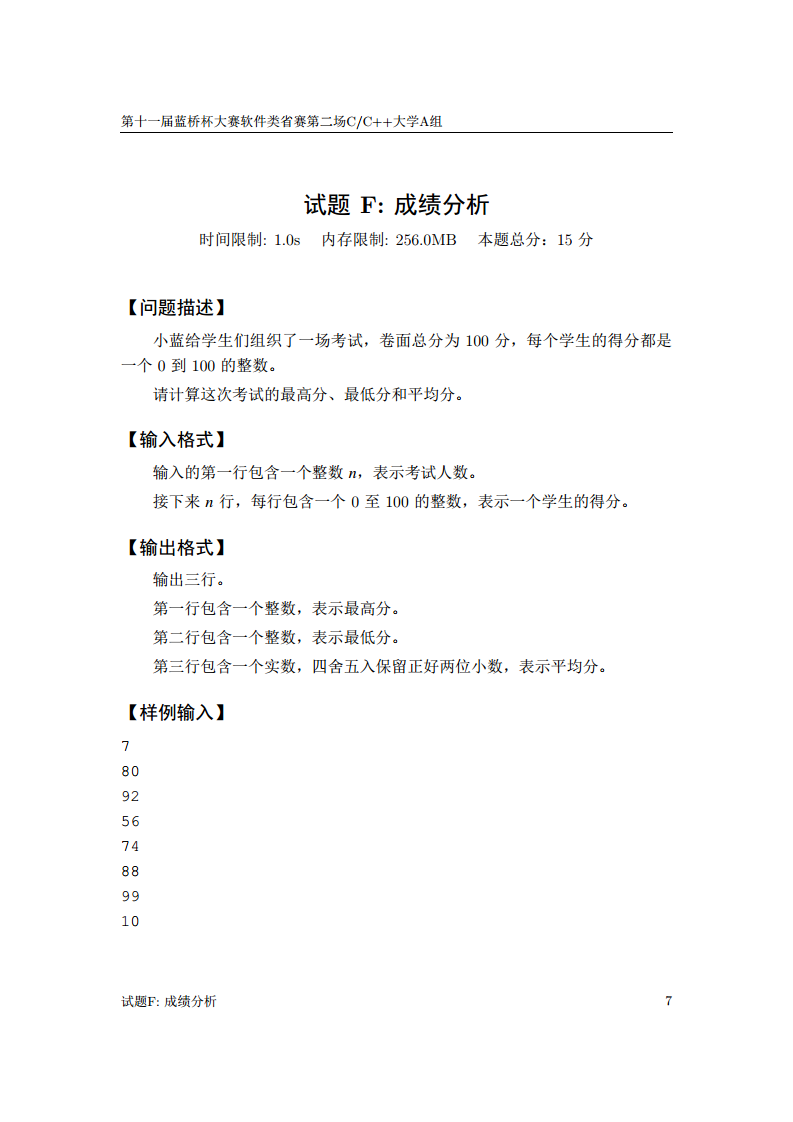 第十一届蓝桥杯大赛软件类省赛第二场C/C++大学A组
试题 F: 成绩分析
时间限制: 1.0s 内存限制: 256.0MB 本题总分：15 分
【问题描述】
小蓝给学生们组织了一场考试，卷面总分为 100 分，每个学生的得分都是
一个 0 到 100 的整数。
请计算这次考试的最高分、最低分和平均分。
【输入格式】
输入的第一行包含一个整数 n，表示考试人数。
接下来 n 行，每行包含一个 0 至 100 的整数，表示一个学生的得分。
【输出格式】
输出三行。
第一行包含一个整数，表示最高分。
第二行包含一个整数，表示最低分。
第三行包含一个实数，四舍五入保留正好两位小数，表示平均分。
【样例输入】
7
80
92
56
74
88
99
10
试题F: 成绩分析 7